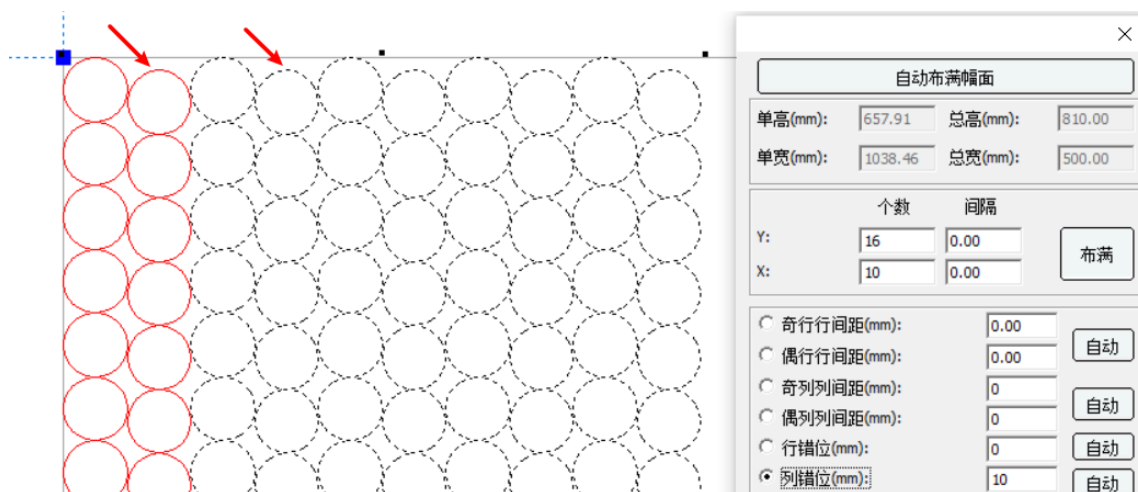 自动布满幅面
单高(mm): 657.91 总高(mm): 810.00
单宽(mm): 1038.46 总宽(mm): 500.00
个数 间隔
Y: 16 0.00
布满
X: 10 0.00
奇行行间距(mm): 0.00
自动
偶行行间距(mm): 0.00
奇列列间距(mm): 0
自动
偶列列间距(mm): 0
行错位(mm): 0 自动
列错位(mm): 10 自动